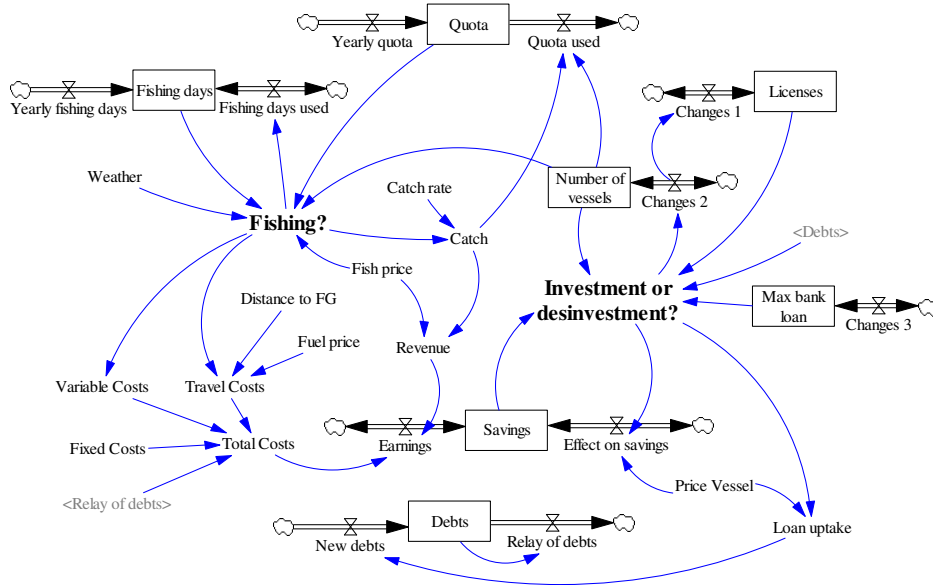 Quota
Yearly quota
Quota used
Fishing days
Yearly fishing days
Fishing days used
Changes 1
Licenses
Weather
Catch rate
Number of
vessels
Changes 2
Fishing?
Catch
<Debts>
Fish price
Investment or
desinvestment?
Max bank
loan
Changes 3
Distance to FG
Fuel price
Revenue
Variable Costs
Travel Costs
Fixed Costs
Total Costs
Earnings
Savings
Effect on savings
<Relay of debts>
Price Vessel
Debts
New debts
Relay of debts
Loan uptake